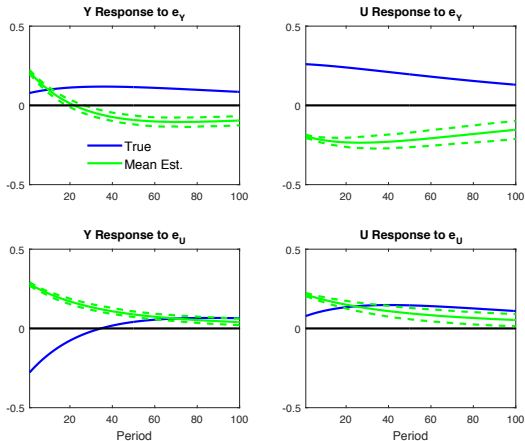 Y Response to e_Y
U Response to e_Y
0.5
0
-0.5
20 40 60 80 100
True
Mean Est.
0.5
0
-0.5
20 40 60 80 100
Y Response to e_U
U Response to e_U
0.5
0
-0.5
0 20 40 60 80 100
Period
0.5
0
-0.5
0 20 40 60 80 100
Period